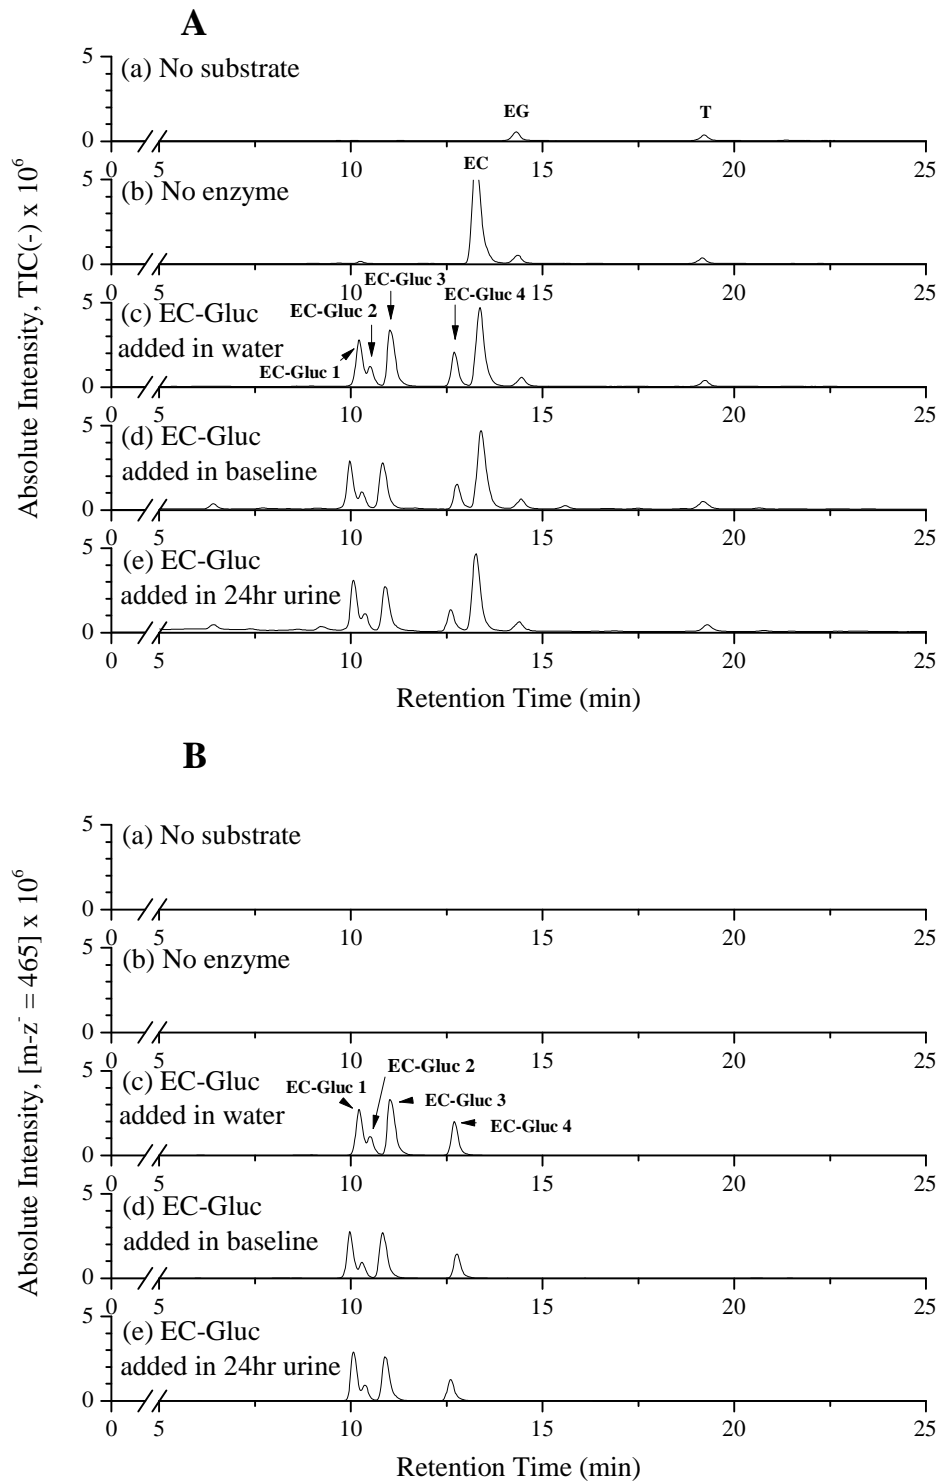 A
5
(a) No substrate
EG
T
0
0 5 10 15 20 25
EC
5
(b) No enzyme
0
0 5 10 15 20 25
EC-Gluc 3
5
(c) EC-Gluc
EC-Gluc 2
EC-Gluc 4
added in water
EC-Gluc 1
0
0 5 10 15 20 25
5
(d) EC-Gluc
added in baseline
0
0 5 10 15 20 25
5
(e) EC-Gluc
added in 24hr urine
0
0 5 10 15 20 25
Absolute Intensity, TIC(-) x 10⁶
Retention Time (min)
B
5
(a) No substrate
0
0 5 10 15 20 25
5
(b) No enzyme
0
0 5 10 15 20 25
5
(c) EC-Gluc
EC-Gluc 2
EC-Gluc 1
added in water
EC-Gluc 3
EC-Gluc 4
0
0 5 10 15 20 25
5
(d) EC-Gluc
added in baseline
0
0 5 10 15 20 25
5
(e) EC-Gluc
added in 24hr urine
0
0 5 10 15 20 25
Absolute Intensity, [m-z⁻ = 465] x 10⁶
Retention Time (min)